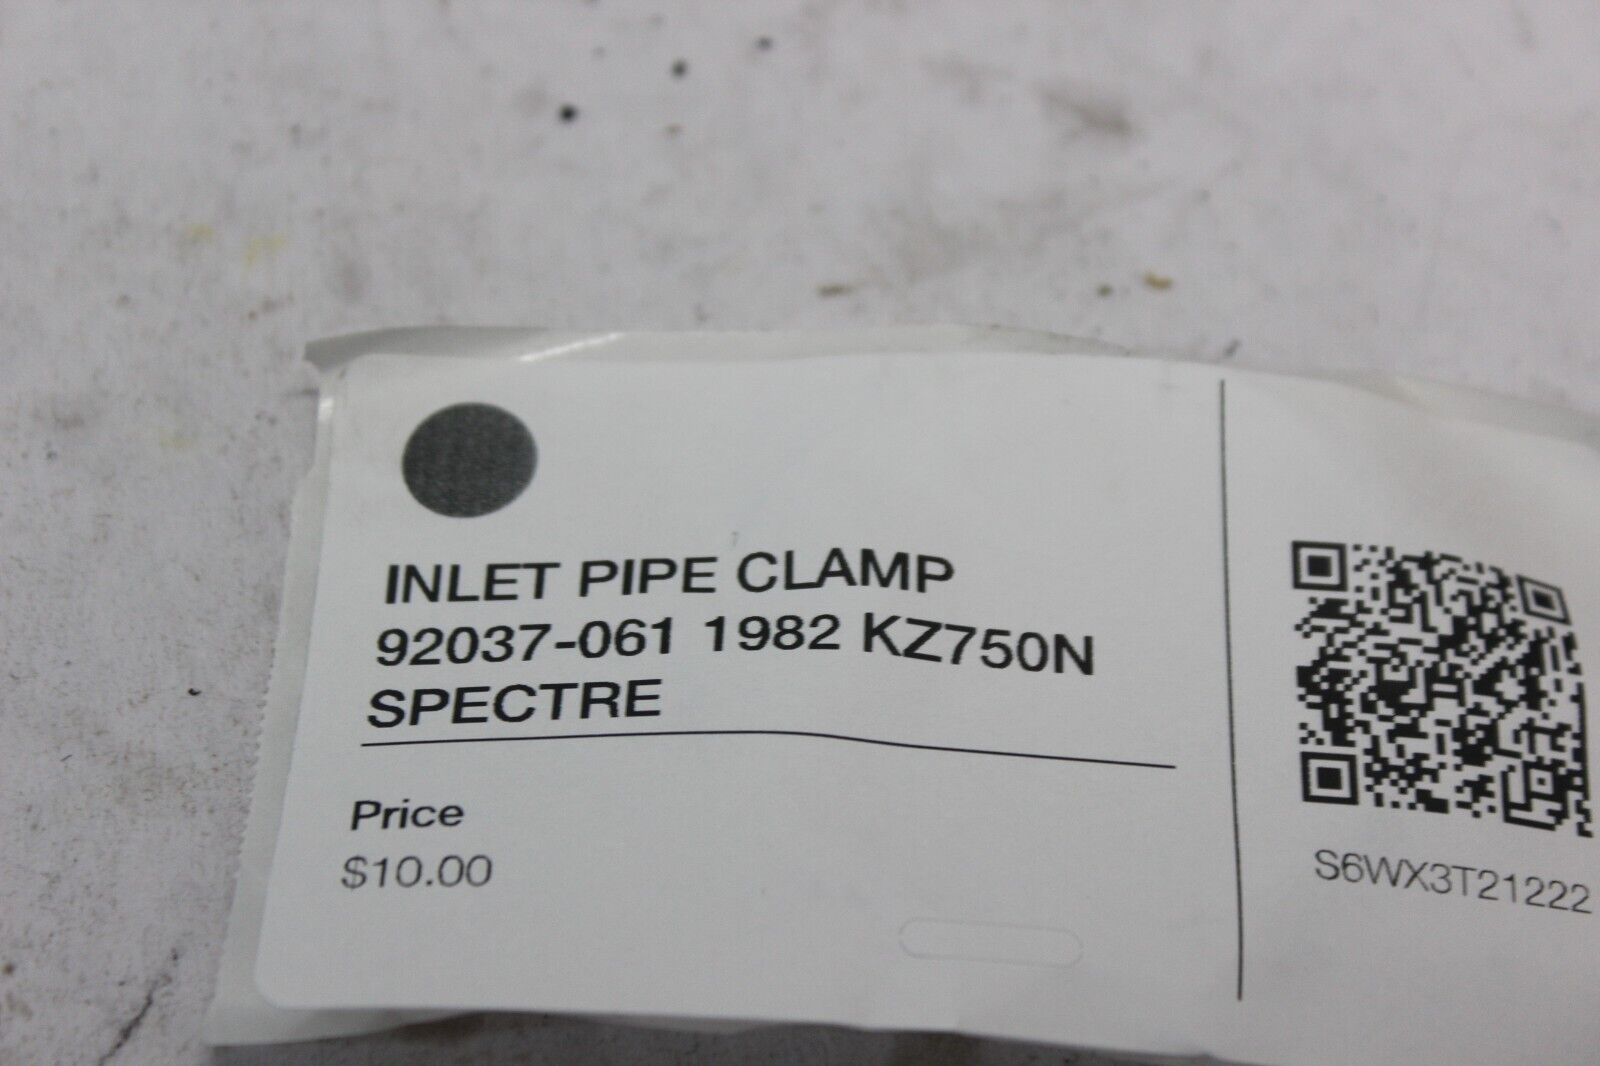 INLET PIPE CLAMP
92037-061 1982 KZ750N
SPECTRE
Price
$10.00
S6WX3T21222